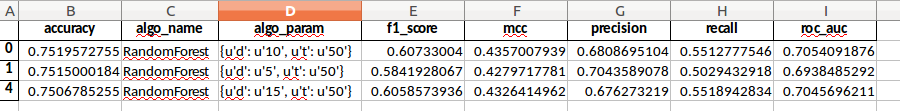 A B C D E F G H I
accuracy algo_name algo_param f1_score mcc precision recall roc_auc
0 0.7519572755 RandomForest {u'd': u'10', u't': u'50'} 0.60733004 0.4357007939 0.6808695104 0.5512777546 0.7054091876
1 0.7515000184 RandomForest {u'd': u'5', u't': u'50'} 0.5841928067 0.4279717781 0.7043589078 0.5029432918 0.6938485292
4 0.7506785255 RandomForest {u'd': u'15', u't': u'50'} 0.6058573936 0.4326414962 0.676273219 0.5518942834 0.7045696211